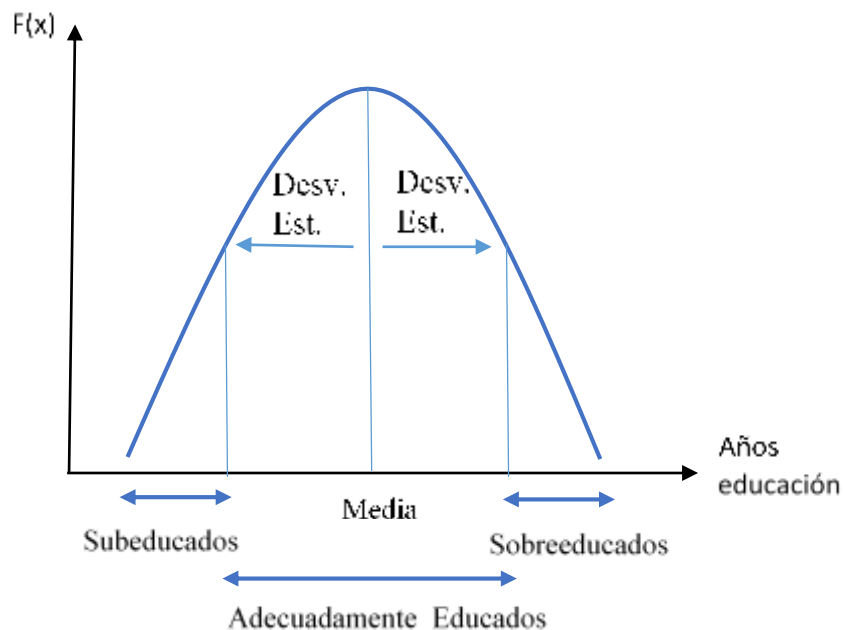 F(x)
Desv.
Est.
Desv.
Est.
Años
educación
Media
Subeducados
Sobreeducados
Adecuadamente Educados